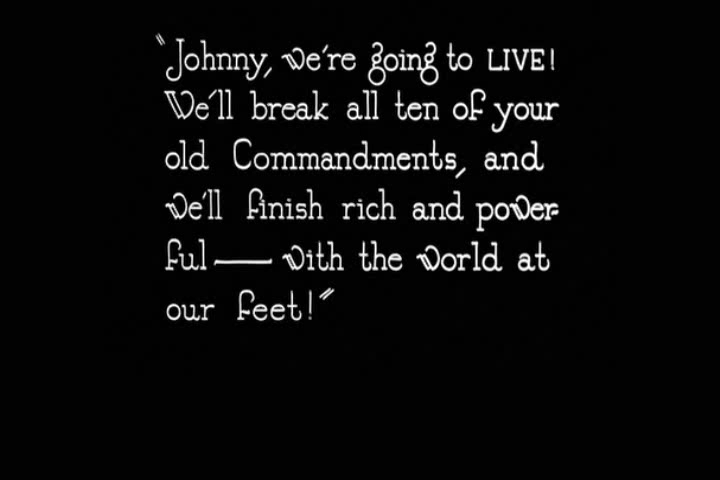 "Johnny, we're going to LIVE!
We'll break all ten of your
old Commandments, and
we'll finish rich and power-
ful — with the world at
our feet!"